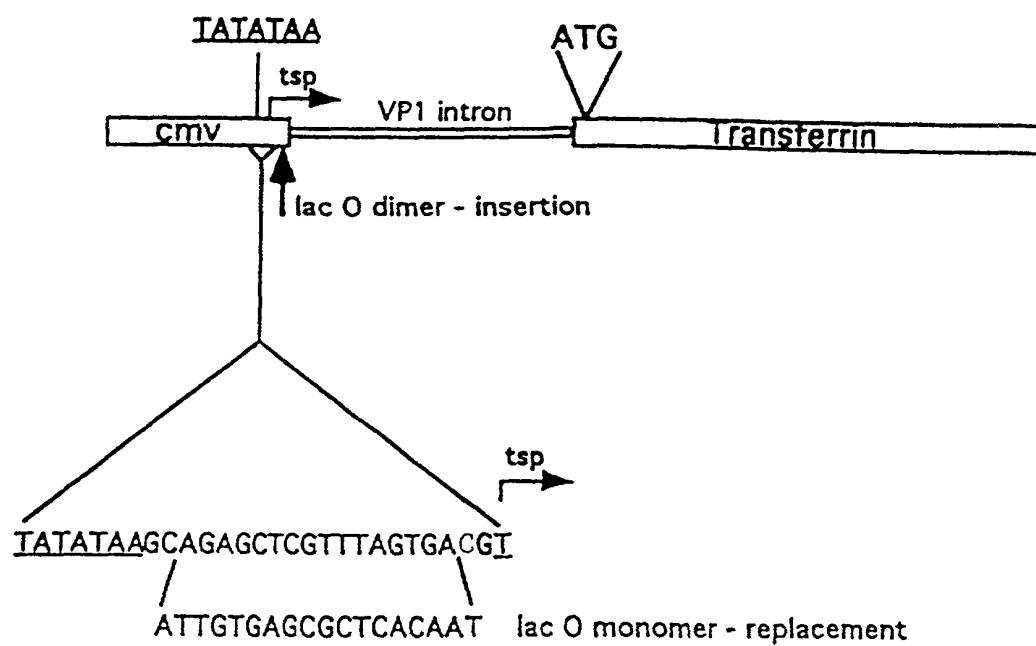 TATATAA
ATG
tsp
VP1 intron
cmv
Transferrin
lac O dimer - insertion
tsp
TATATAAGCAGAGCTCGTTTAGTGACGT
ATTGTGAGCGCTCACAAT lac O monomer - replacement